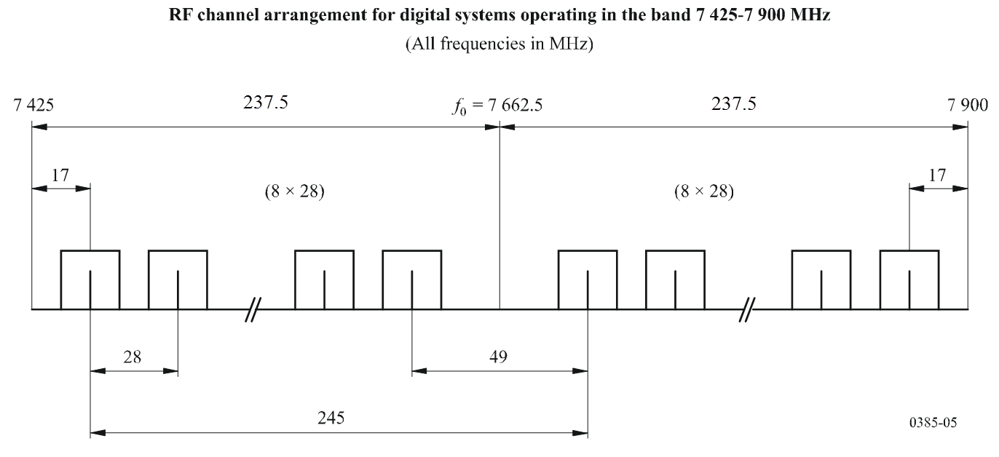 RF channel arrangement for digital systems operating in the band 7 425-7 900 MHz
(All frequencies in MHz)
7 425 237.5 f₀ = 7 662.5 237.5 7 900
17 17
(8 × 28) (8 × 28)
28 49
245
0385-05